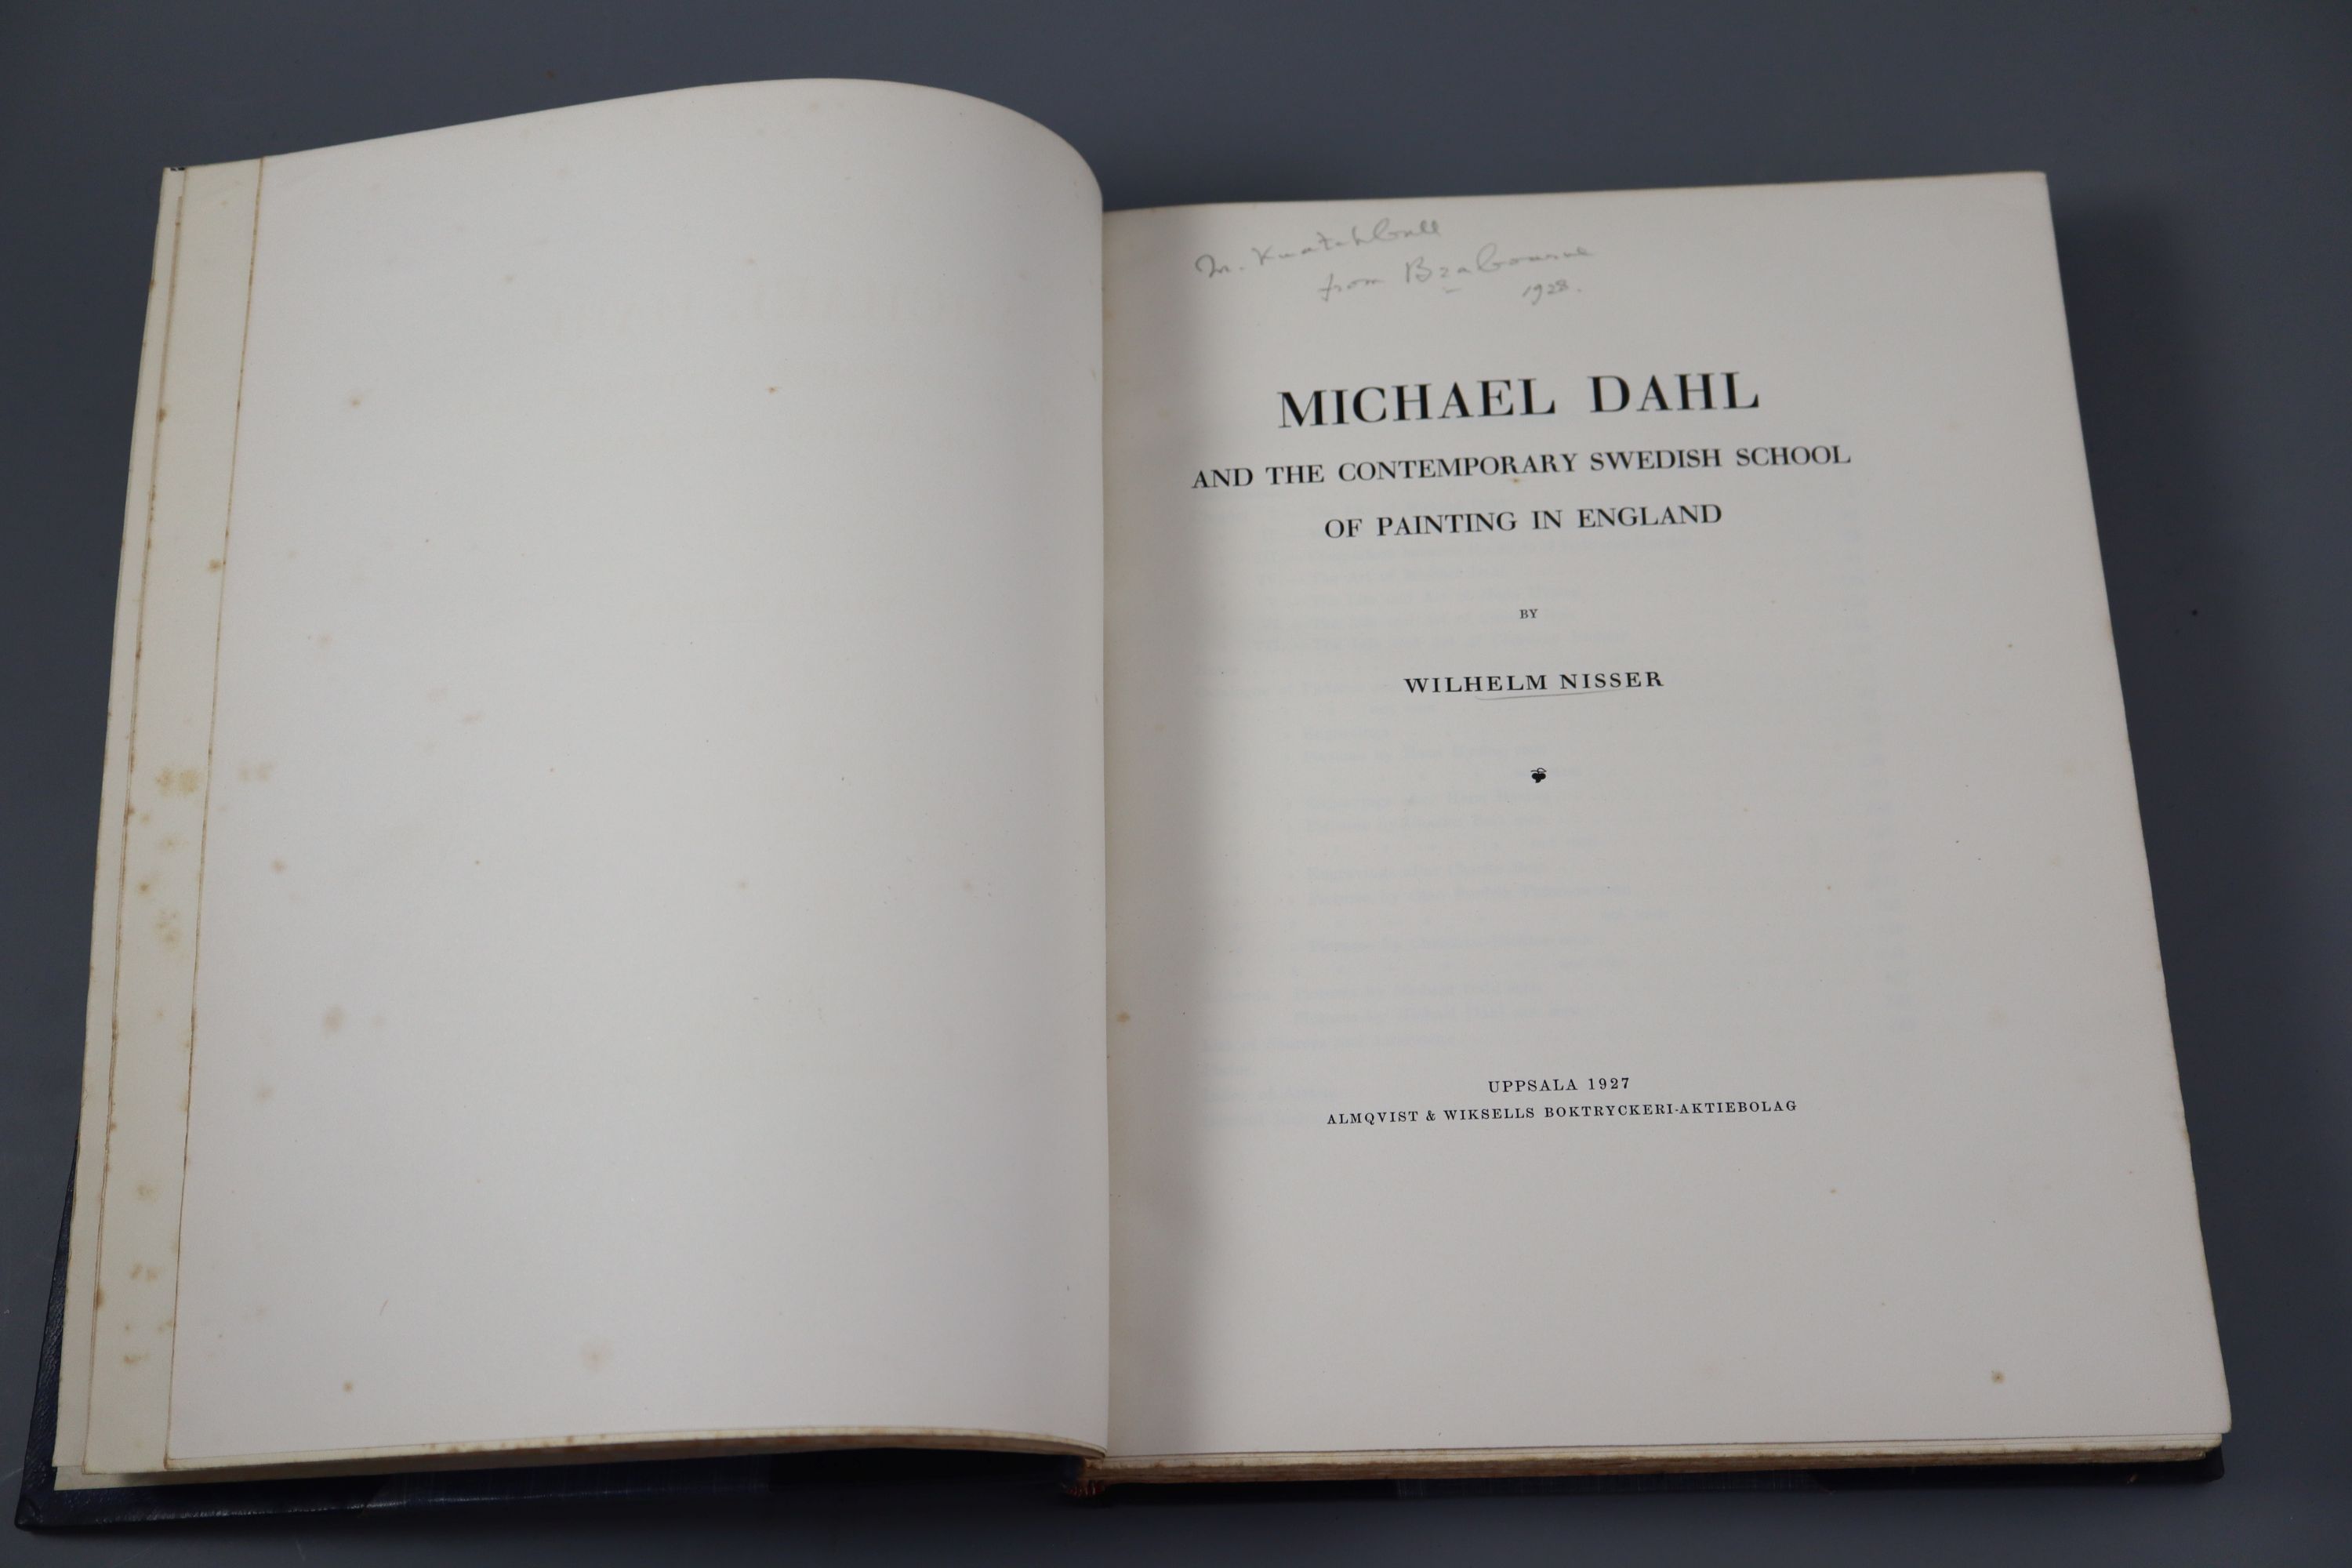 M. Knatchbull
from Brabourne
1928.
MICHAEL DAHL
AND THE CONTEMPORARY SWEDISH SCHOOL
OF PAINTING IN ENGLAND
BY
WILHELM NISSER
UPPSALA 1927
ALMQVIST & WIKSELLS BOKTRYCKERI-AKTIEBOLAG